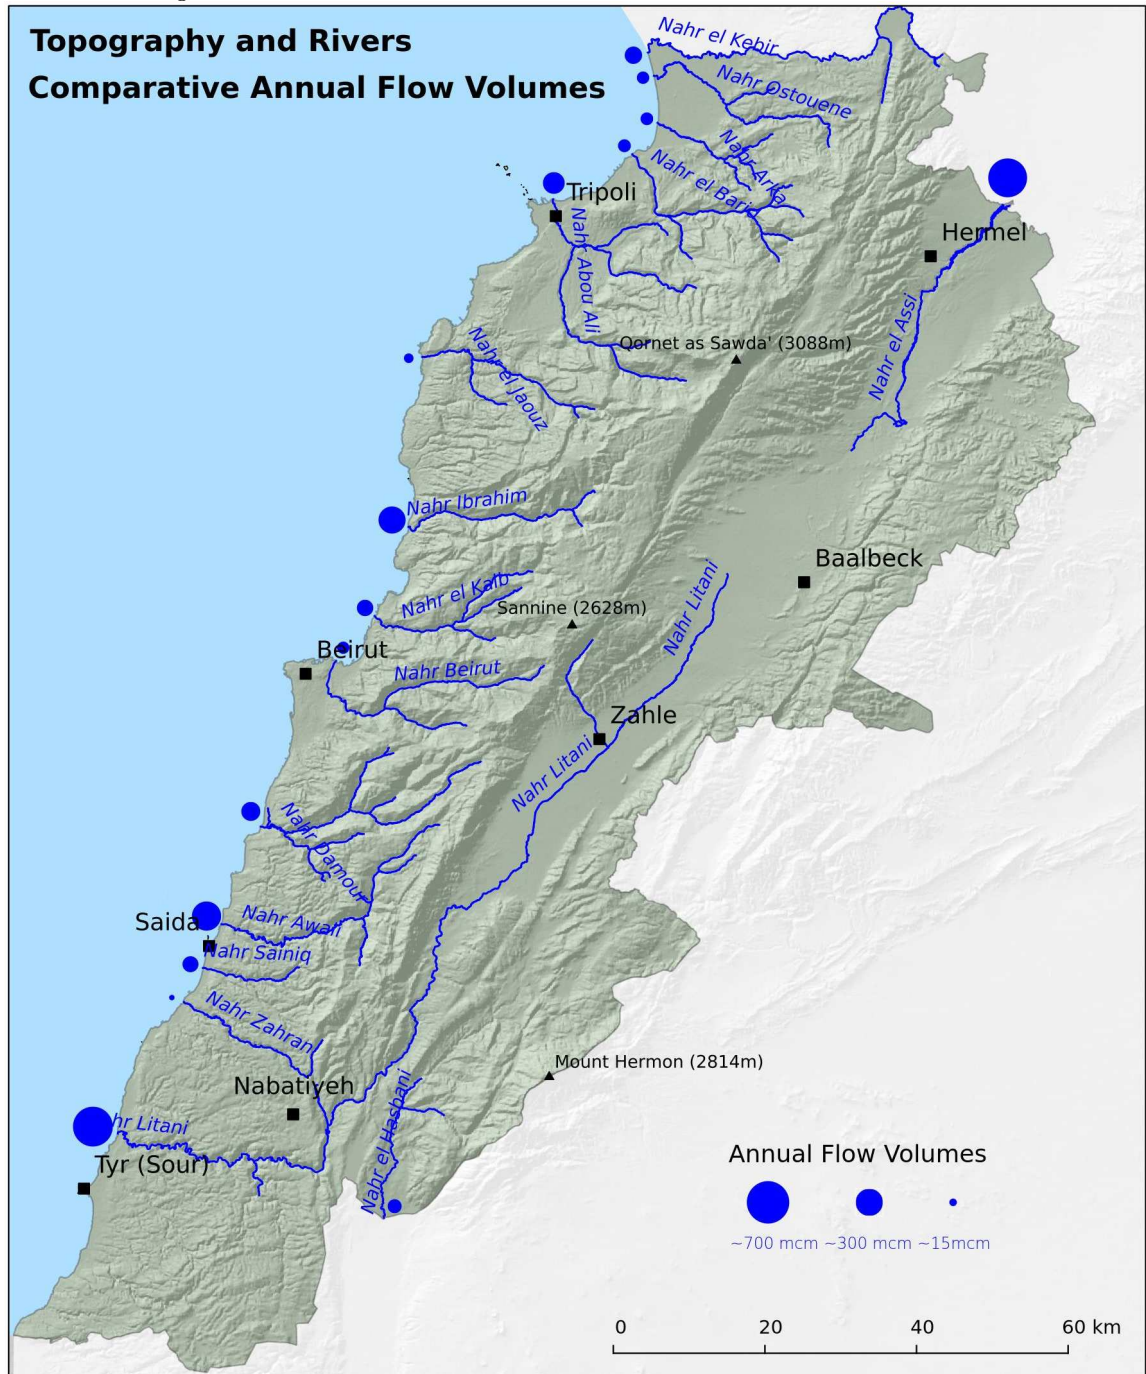 Topography and Rivers
Comparative Annual Flow Volumes
Nahr el Kebir
Nahr Ostouene
Nahr Arka
Nahr el Barid
Tripoli
Nahr Abou Ali
Hermel
Nahr el Assi
Qornet as Sawda' (3088m)
Nahr el Jaouz
Nahr Ibrahim
Baalbeck
Nahr el Kalb
Sannine (2628m)
Nahr Litani
Beirut
Nahr Beirut
Zahle
Nahr Litani
Nahr Damour
Saida
Nahr Awali
Nahr Sainiq
Nahr Zahrani
Mount Hermon (2814m)
Nabatiyeh
Nahr el Hasbani
hr Litani
Tyr (Sour)
Annual Flow Volumes
~700 mcm ~300 mcm ~15mcm
0 20 40 60 km